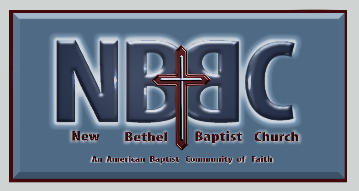 NBBC
New Bethel Baptist Church
An American Baptist Community of Faith